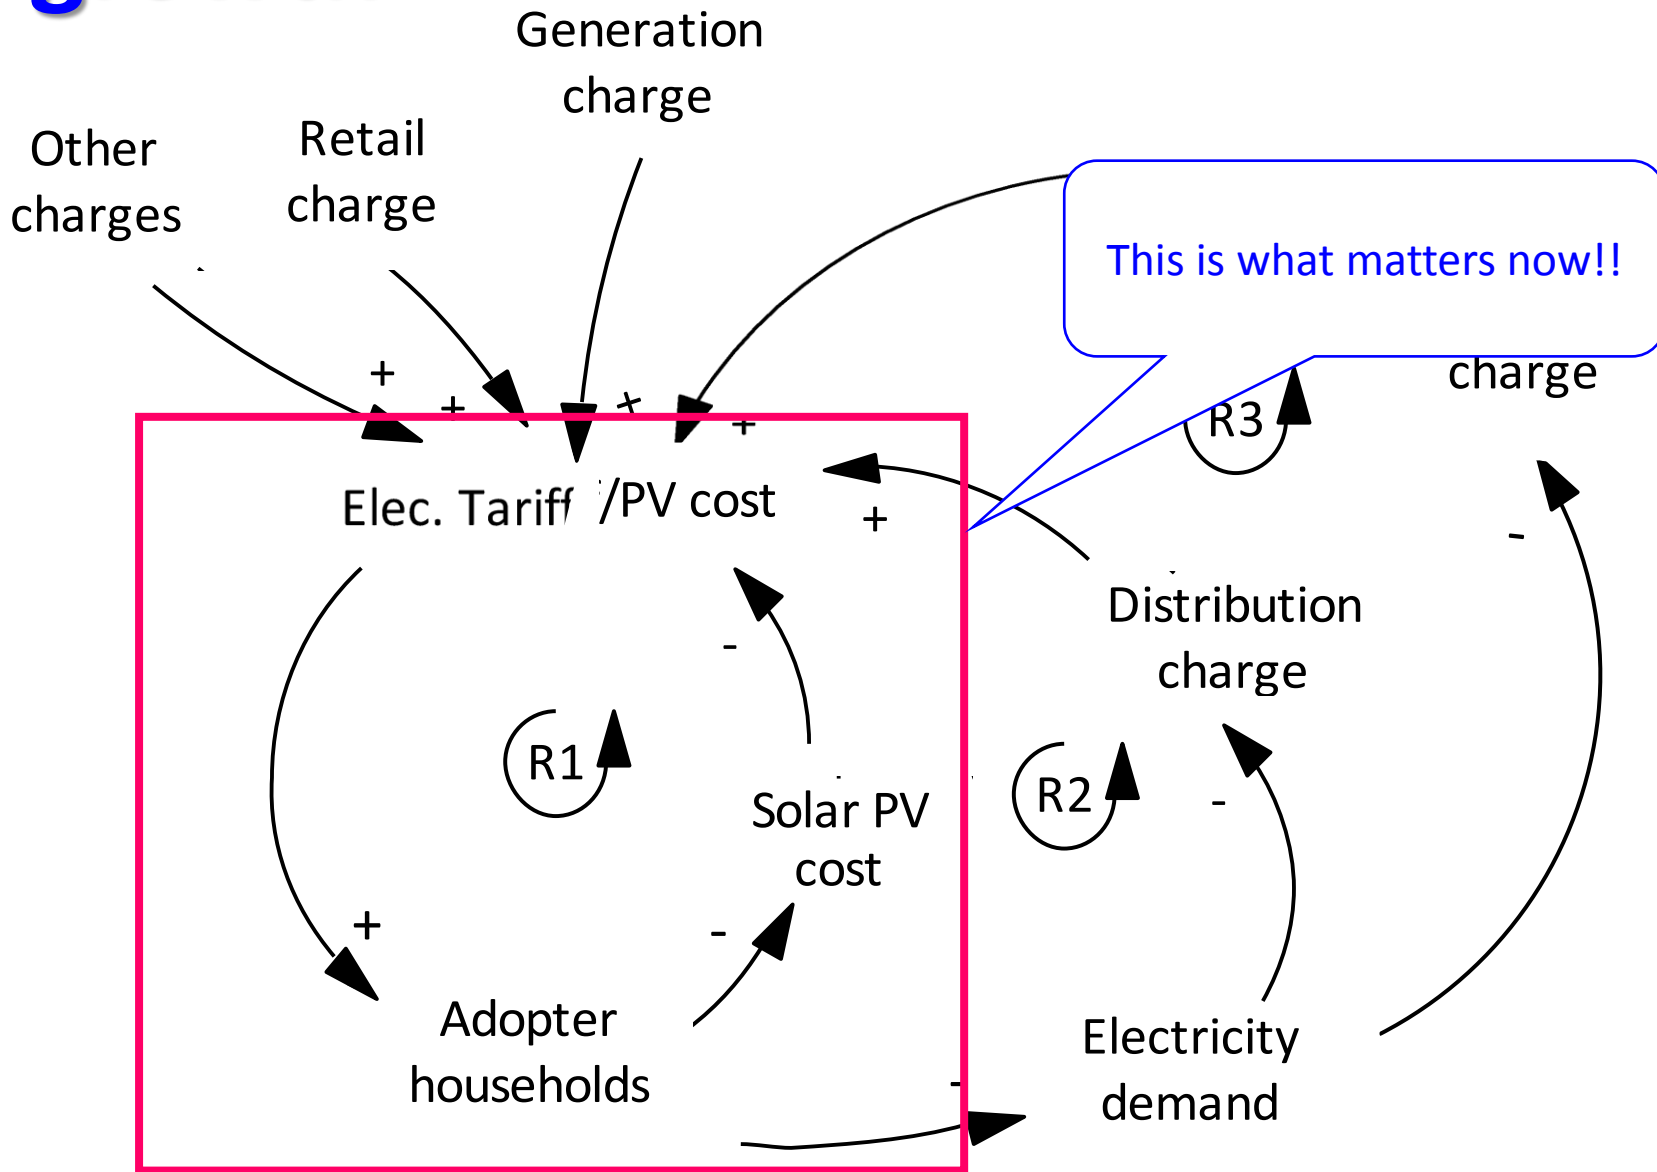 Generation
charge
Other
charges
Retail
charge
This is what matters now!!
charge
+
+
+
+
R3
Elec. Tariff /PV cost
+
-
-
Distribution
charge
R1
R2
-
Solar PV
cost
+
-
Adopter
households
Electricity
demand
-